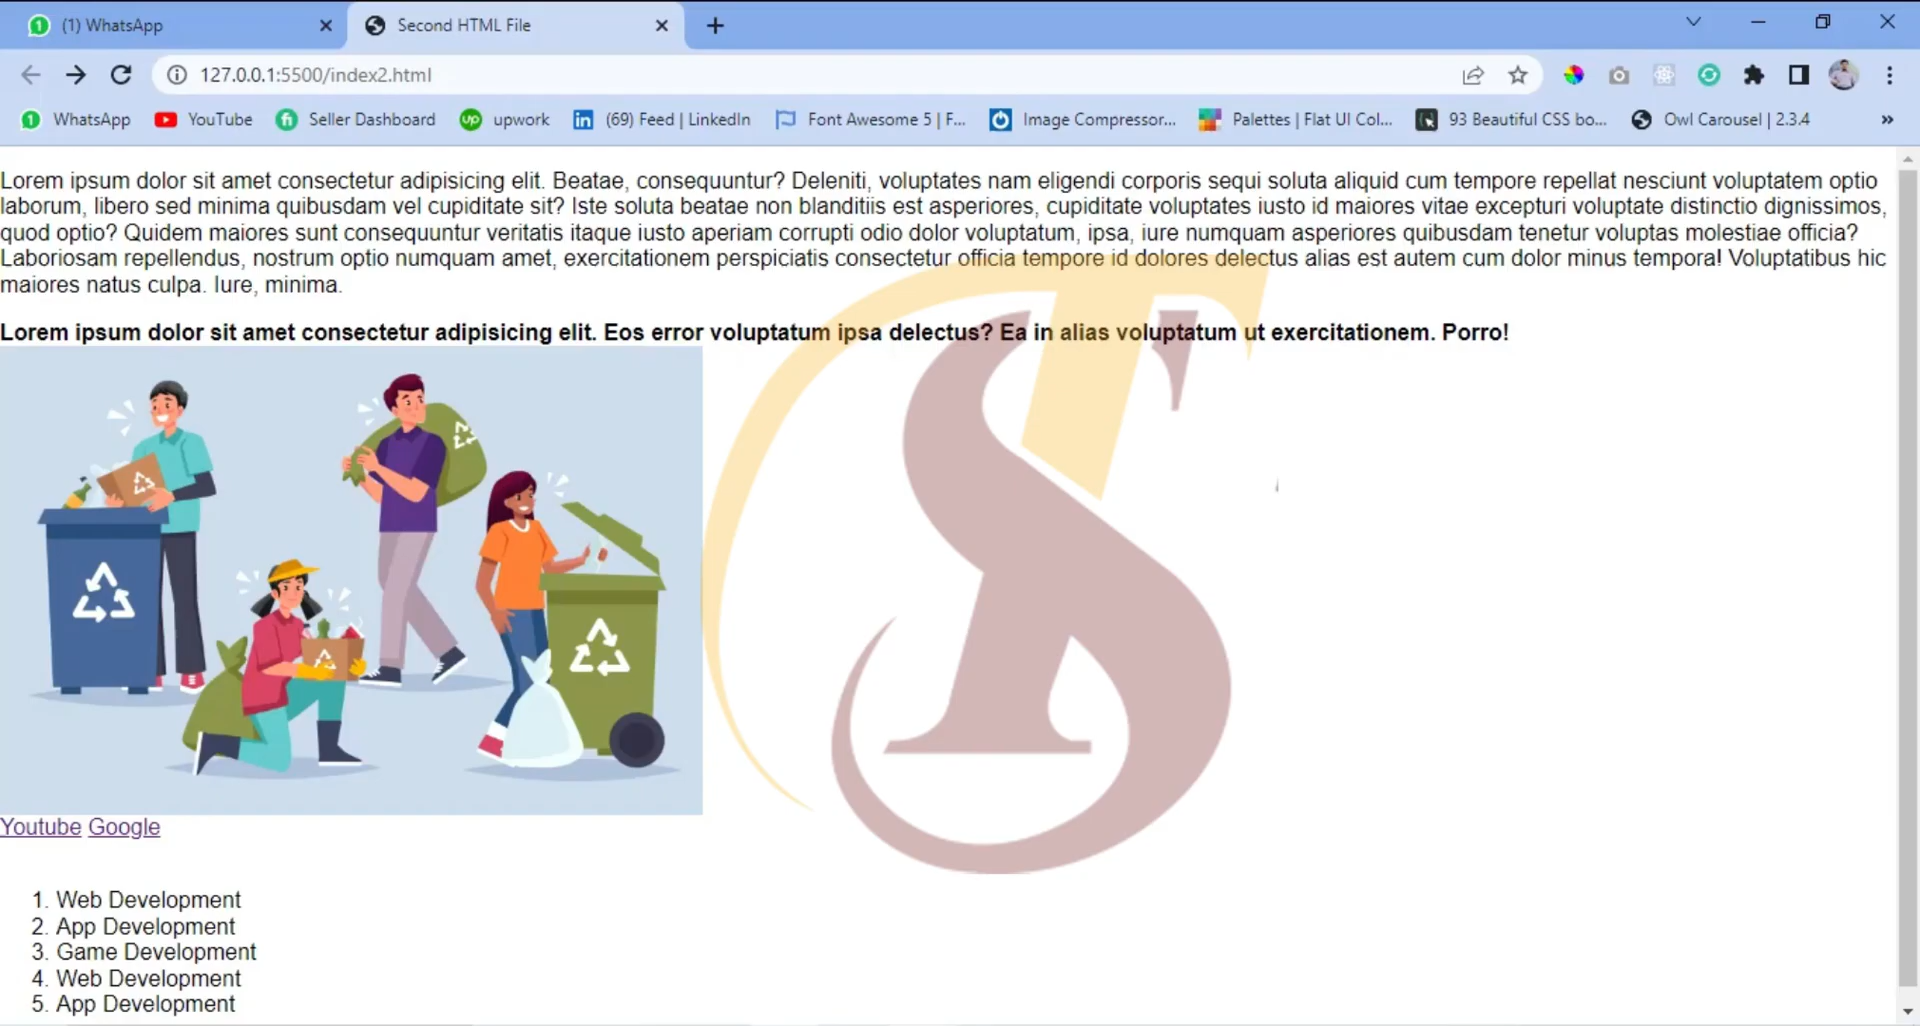 (1) WhatsApp
Second HTML File
127.0.0.1:5500/index2.html
WhatsApp
YouTube
Seller Dashboard
upwork
(69) Feed | LinkedIn
Font Awesome 5 | F...
Image Compressor...
Palettes | Flat UI Col...
93 Beautiful CSS bo...
Owl Carousel | 2.3.4
»
Lorem ipsum dolor sit amet consectetur adipisicing elit. Beatae, consequuntur? Deleniti, voluptates nam eligendi corporis sequi soluta aliquid cum tempore repellat nesciunt voluptatem optio
laborum, libero sed minima quibusdam vel cupiditate sit? Iste soluta beatae non blanditiis est asperiores, cupiditate voluptates iusto id maiores vitae excepturi voluptate distinctio dignissimos,
quod optio? Quidem maiores sunt consequuntur veritatis itaque iusto aperiam corrupti odio dolor voluptatum, ipsa, iure numquam asperiores quibusdam tenetur voluptas molestiae officia?
Laboriosam repellendus, nostrum optio numquam amet, exercitationem perspiciatis consectetur officia tempore id dolores delectus alias est autem cum dolor minus tempora! Voluptatibus hic
maiores natus culpa. Iure, minima.
Lorem ipsum dolor sit amet consectetur adipisicing elit. Eos error voluptatum ipsa delectus? Ea in alias voluptatum ut exercitationem. Porro!
Youtube Google
1. Web Development
2. App Development
3. Game Development
4. Web Development
5. App Development